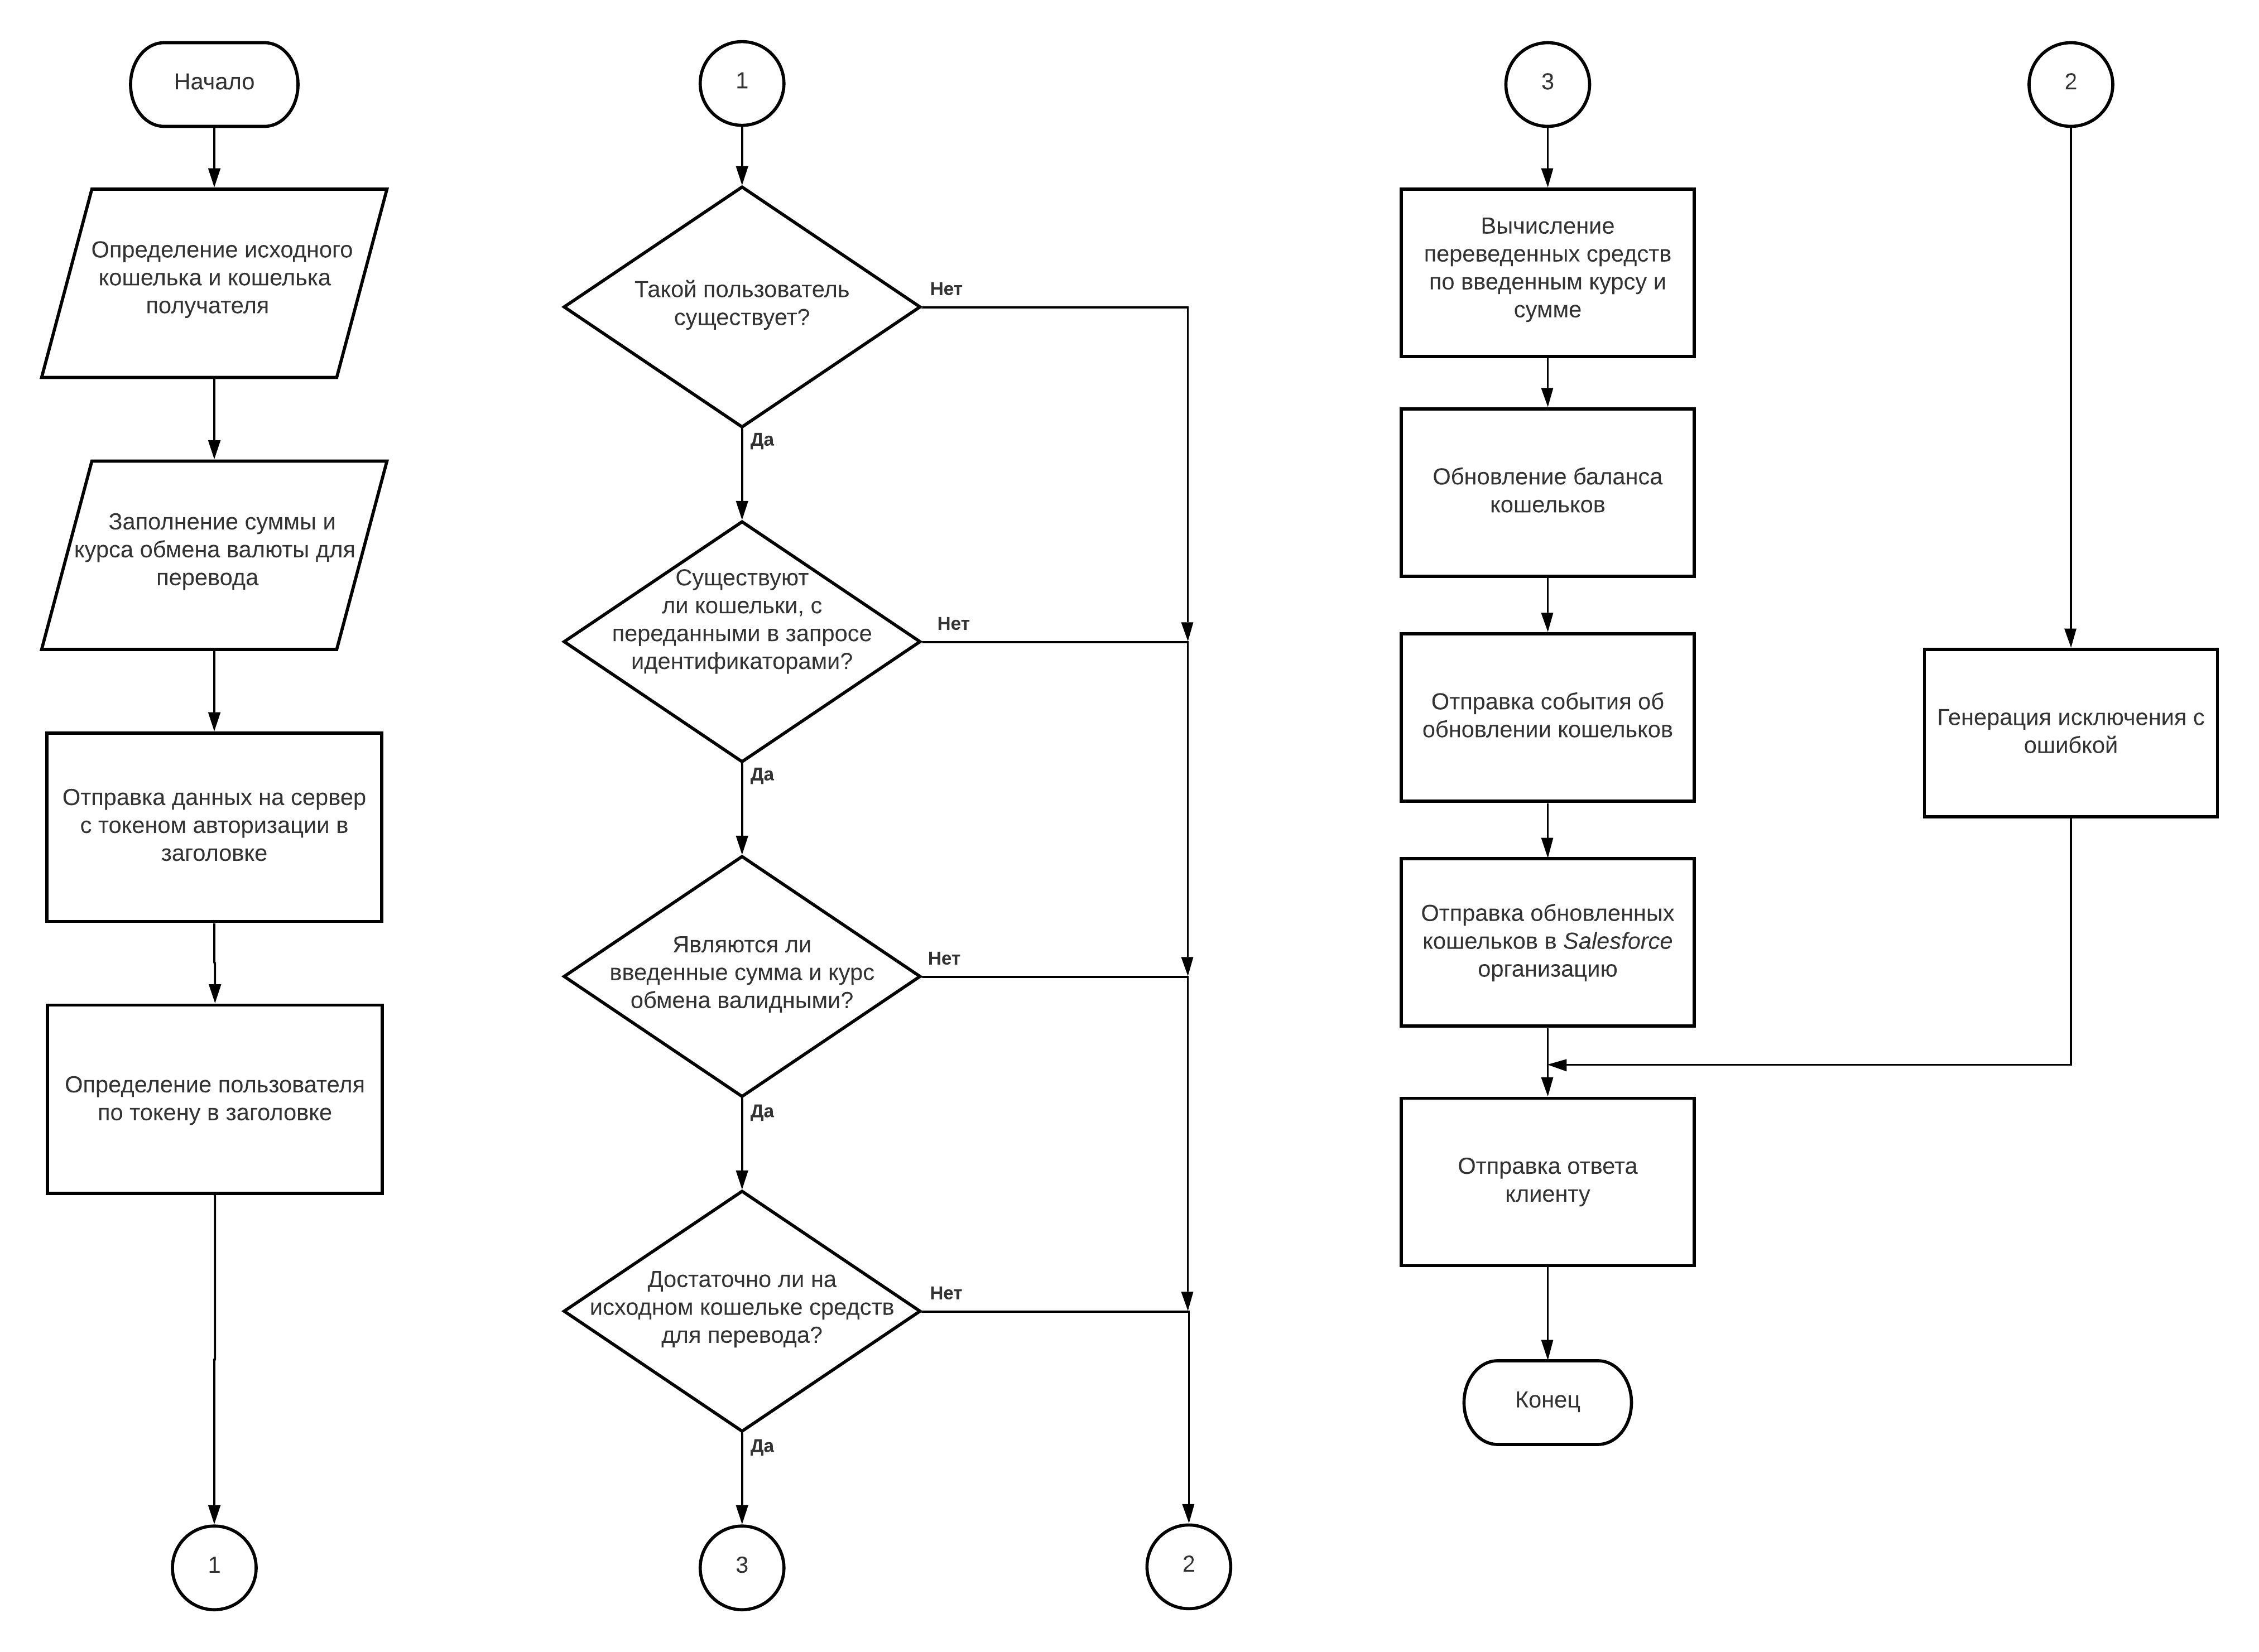 Начало
Определение исходного
кошелька и кошелька
получателя
Заполнение суммы и
курса обмена валюты для
перевода
Отправка данных на сервер
с токеном авторизации в
заголовке
Определение пользователя
по токену в заголовке
1
1
Такой пользователь
существует?
Нет
Да
Существуют
ли кошельки, с
переданными в запросе
идентификаторами?
Нет
Да
Являются ли
введенные сумма и курс
обмена валидными?
Нет
Да
Достаточно ли на
исходном кошельке средств
для перевода?
Нет
Да
3
2
3
Вычисление
переведенных средств
по введенным курсу и
сумме
Обновление баланса
кошельков
Отправка события об
обновлении кошельков
Отправка обновленных
кошельков в Salesforce
организацию
Отправка ответа
клиенту
Конец
2
Генерация исключения с
ошибкой